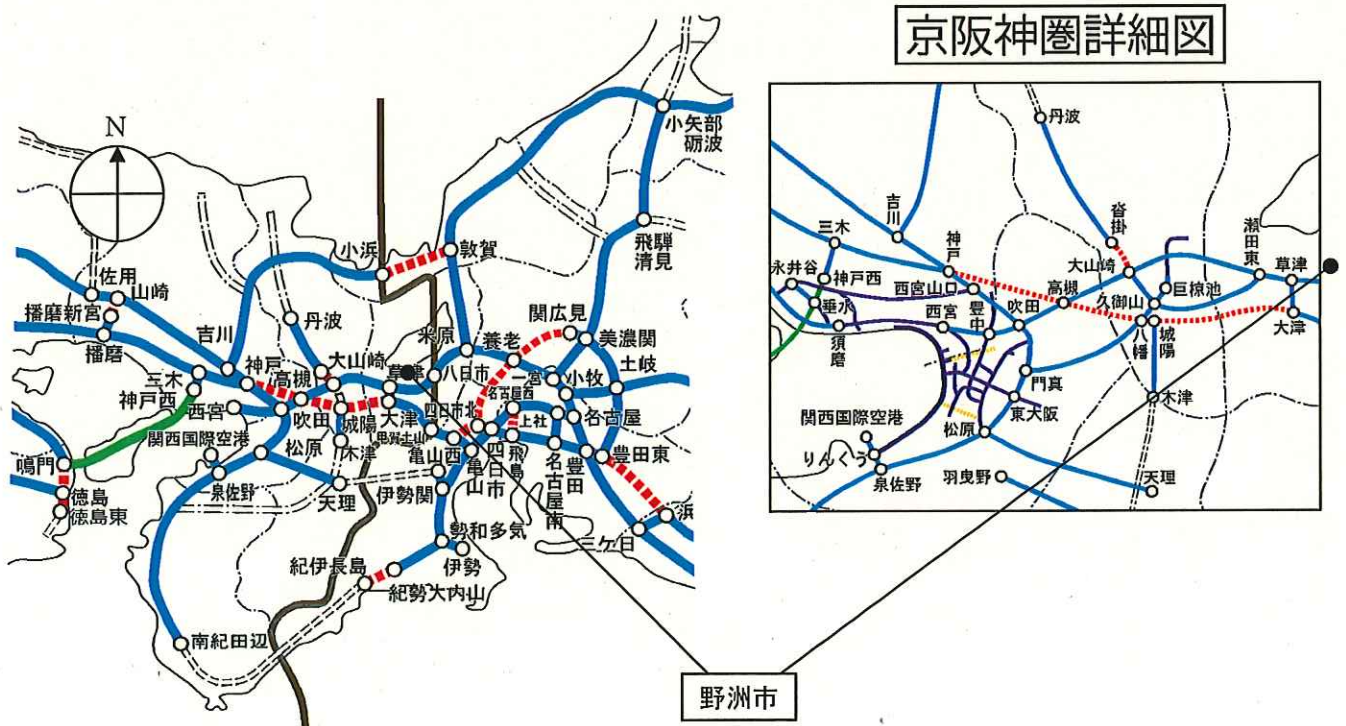 京阪神圏詳細図
N
小矢部
砺波
飛騨
清見
小浜
敦賀
佐用
山崎
播磨新宮
播磨
吉川
丹波
米原
関広見
養老
美濃関
土岐
三木
神戸西
神戸
高槻
大山崎
草津
八日市
一宮
小牧
名古屋西
名古屋
西宮
吹田
城陽
大津
四日市北
上社
関西国際空港
松原
木津
甲賀土山
亀山西
亀山
四日市
飛島
名古屋南
豊田
豊田東
鳴門
徳島
徳島東
泉佐野
天理
伊勢関
浜
三ケ日
勢和多気
伊勢
紀伊長島
紀勢大内山
南紀田辺
丹波
吉川
三木
神戸
沓掛
瀬田東
永井谷
神戸西
西宮山口
高槻
大山崎
草津
垂水
西宮
豊中
吹田
久御山
巨椋池
須磨
八幡
城陽
大津
門真
関西国際空港
東大阪
木津
松原
りんくう
泉佐野
羽曳野
天理
野洲市